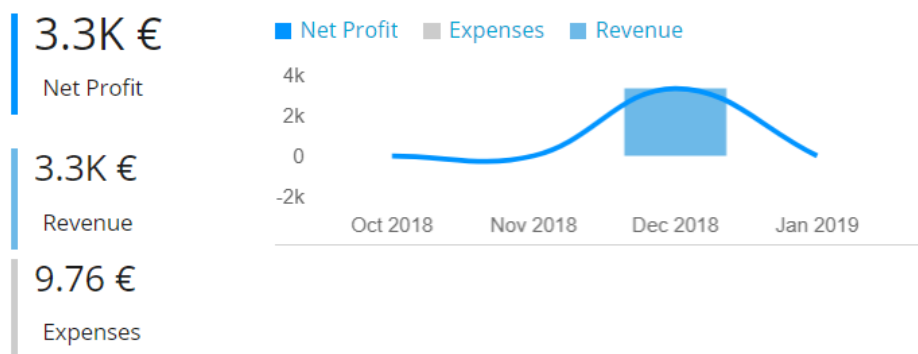 3.3K €
Net Profit
3.3K €
Revenue
9.76 €
Expenses
Net Profit Expenses Revenue
4k
2k
0
-2k
Oct 2018 Nov 2018 Dec 2018 Jan 2019